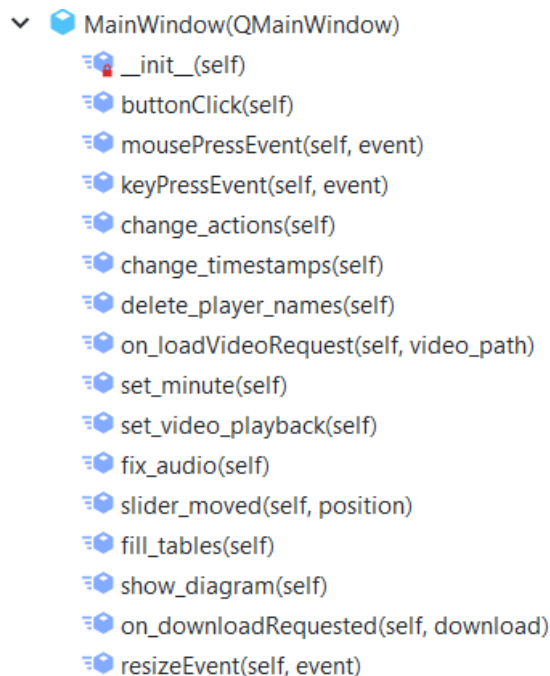 MainWindow(QMainWindow)
__init__(self)
buttonClick(self)
mousePressEvent(self, event)
keyPressEvent(self, event)
change_actions(self)
change_timestamps(self)
delete_player_names(self)
on_loadVideoRequest(self, video_path)
set_minute(self)
set_video_playback(self)
fix_audio(self)
slider_moved(self, position)
fill_tables(self)
show_diagram(self)
on_downloadRequested(self, download)
resizeEvent(self, event)